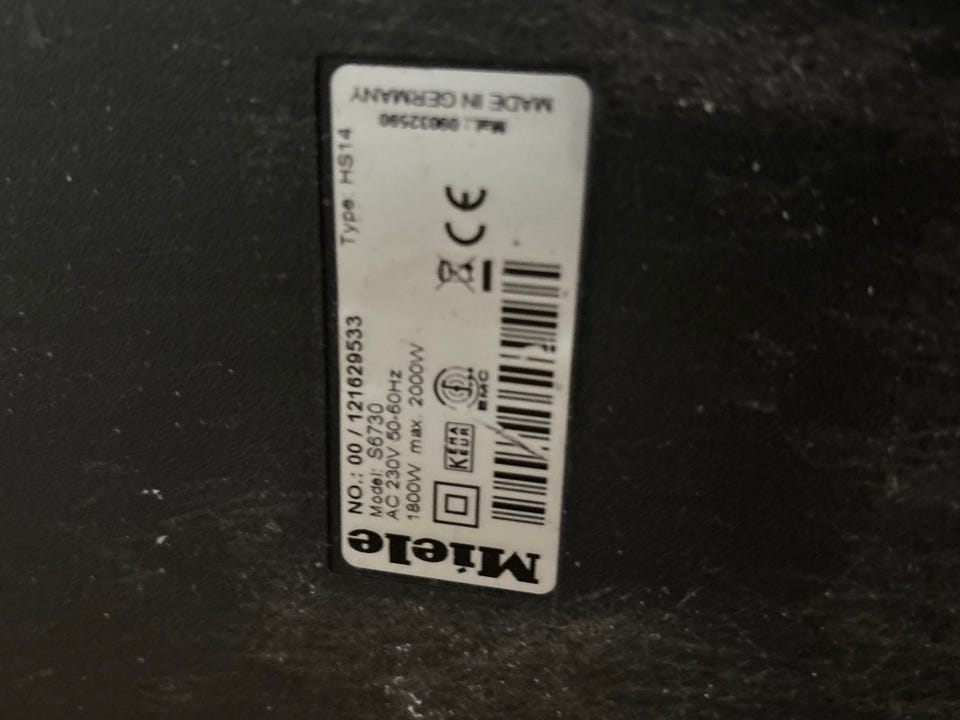 Miele
NO.: 00 / 121629533
Model: S6730 Type: HS14
AC 230V 50-60Hz
1800W max. 2000W
KEMA
KEUR
EMC
CE
Mat.: 09032590
MADE IN GERMANY